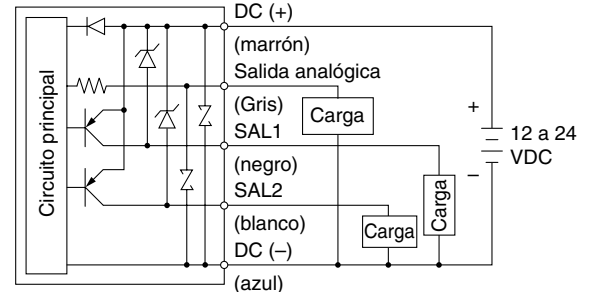 DC (+)
(marrón)
Salida analógica
(Gris)
SAL1
(negro)
SAL2
(blanco)
DC (–)
(azul)
Circuito principal
Carga
Carga
Carga
+
–
12 a 24
VDC